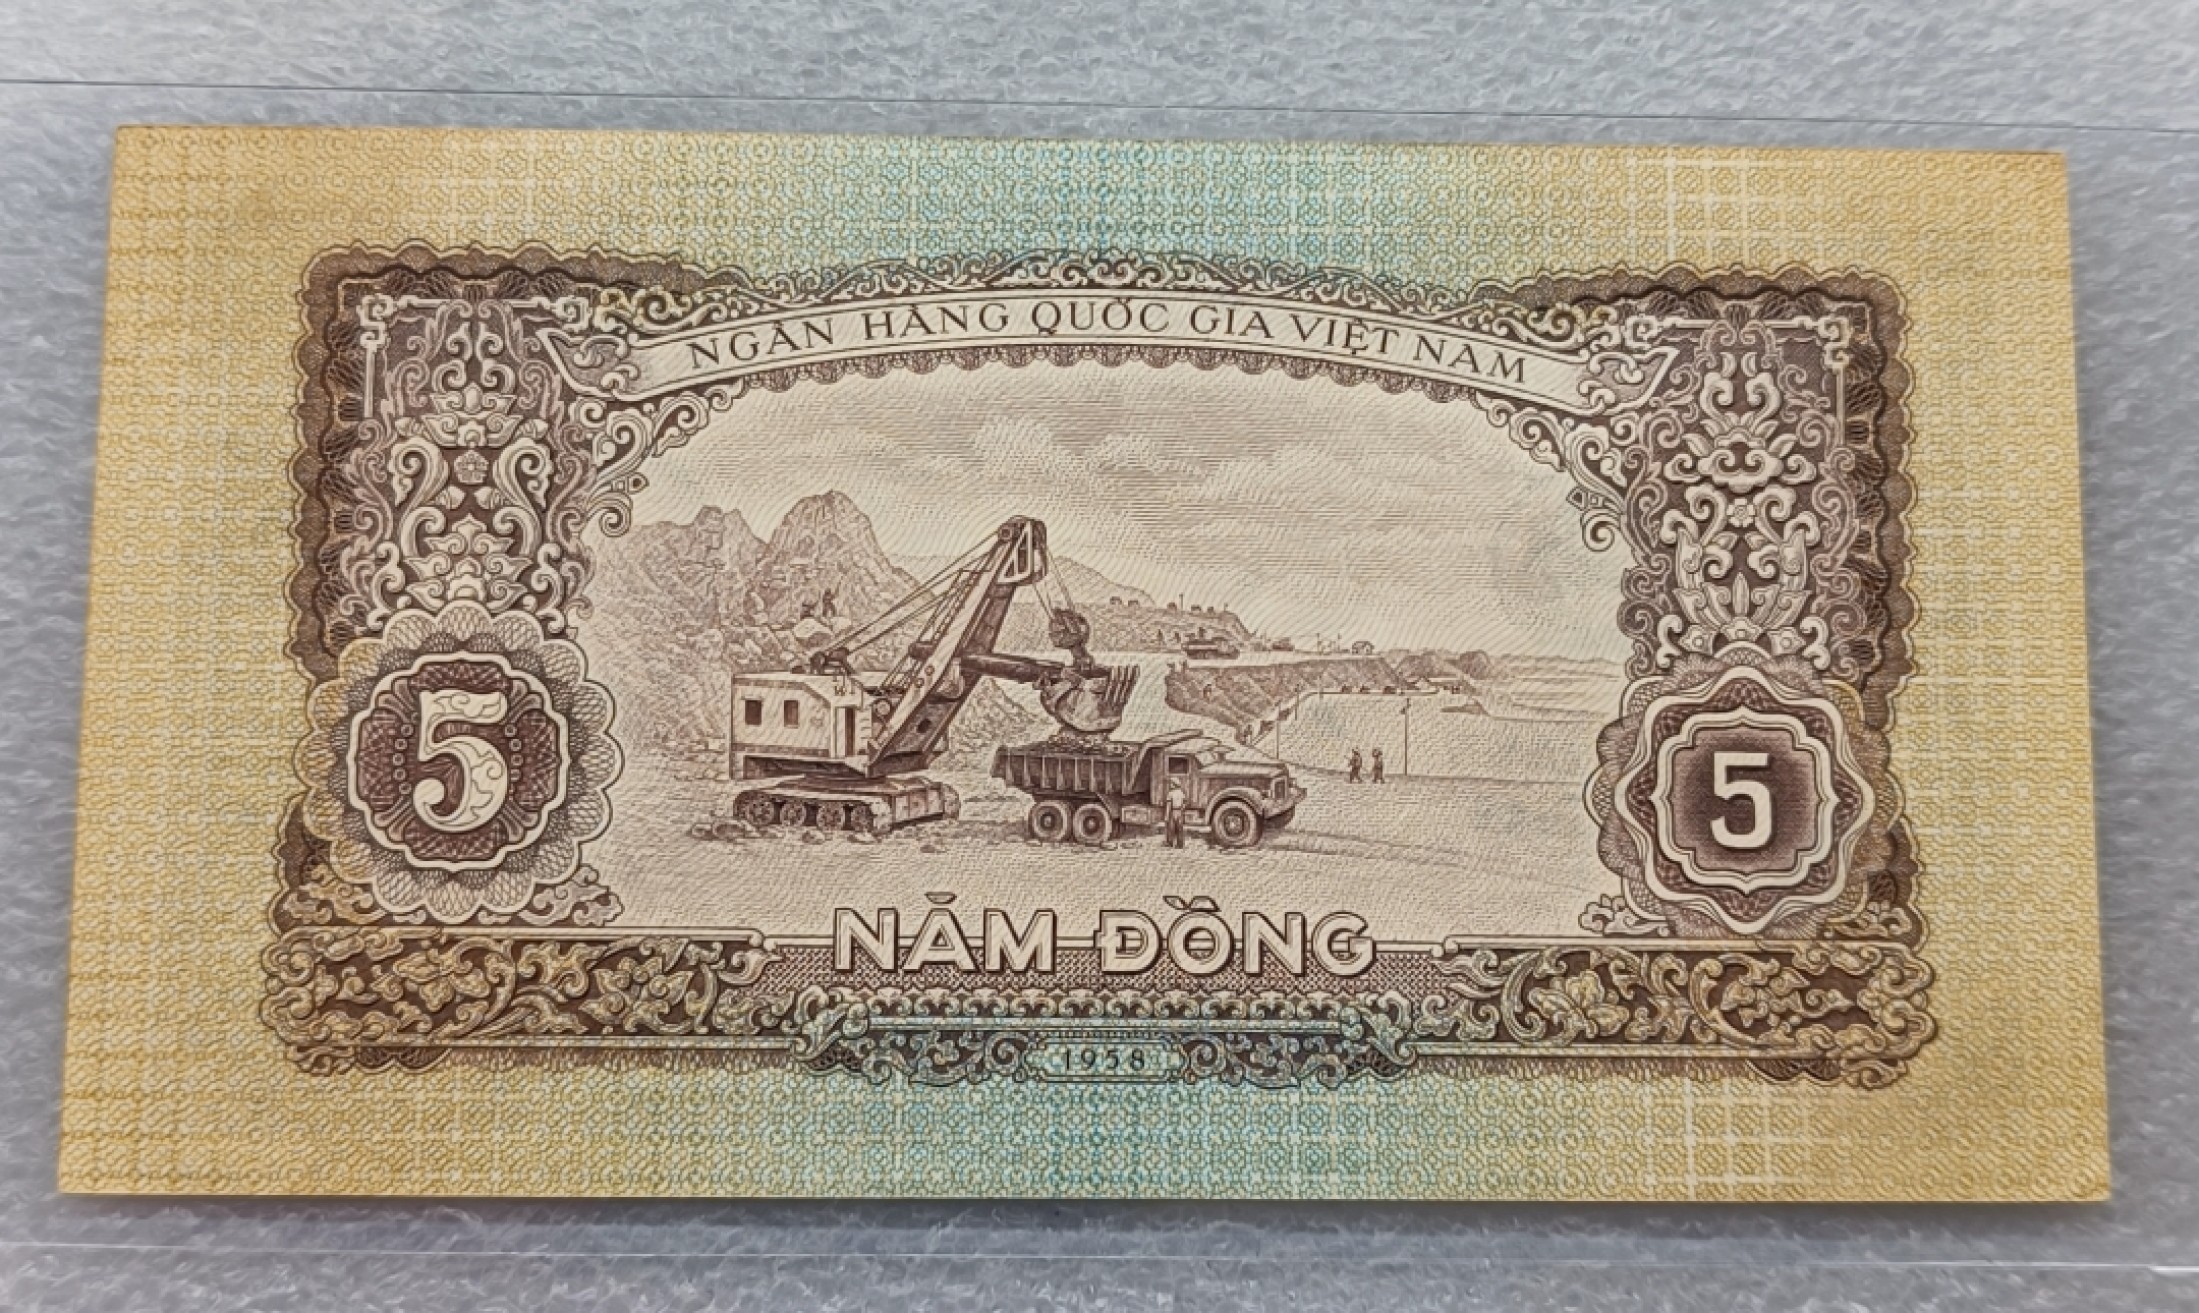 NGÂN HÀNG QUỐC GIA VIỆT NAM
5
5
NĂM ĐỒNG
1958